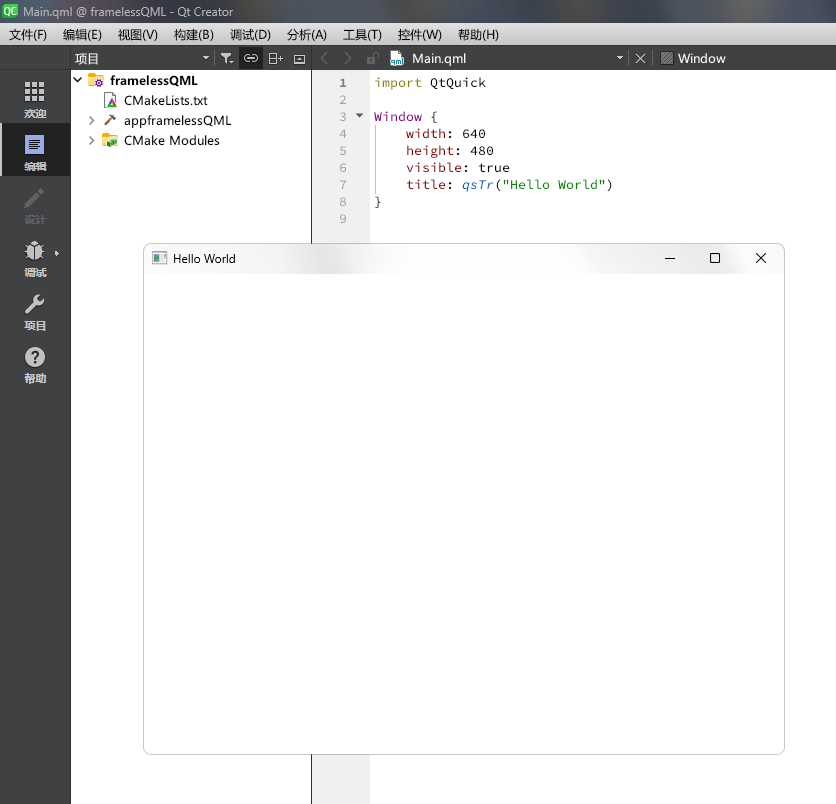 QC Main.qml @ framelessQML - Qt Creator
文件(F) 编辑(E) 视图(V) 构建(B) 调试(D) 分析(A) 工具(T) 控件(W) 帮助(H)
项目 Main.qml Window
欢迎
编辑
设计
调试
项目
帮助
framelessQML
CMakeLists.txt
appframelessQML
CMake Modules
1 import QtQuick
2
3 Window {
4 width: 640
5 height: 480
6 visible: true
7 title: qsTr("Hello World")
8 }
9
Hello World